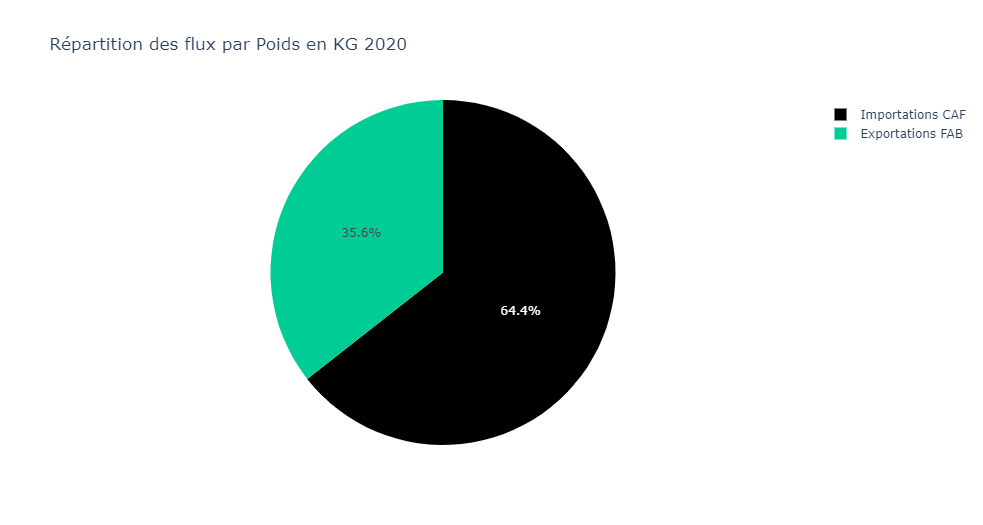 Répartition des flux par Poids en KG 2020
Importations CAF
Exportations FAB
35.6%
64.4%